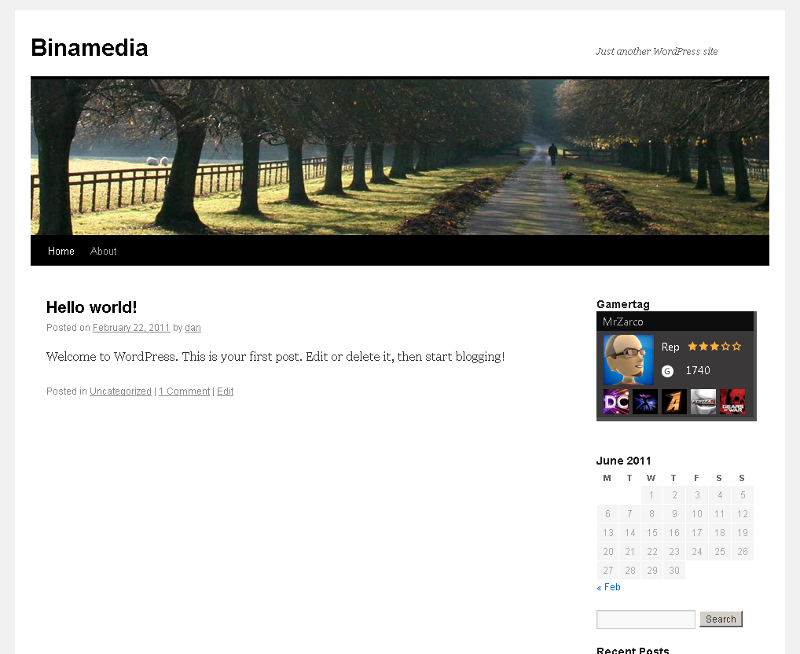 Binamedia
Just another WordPress site
Home About
Hello world!
Posted on February 22, 2011 by dan
Welcome to WordPress. This is your first post. Edit or delete it, then start blogging!
Posted in Uncategorized | 1 Comment | Edit
Gamertag
MrZarco
Rep
G 1740
DC
GEARS OF WAR
June 2011
M T W T F S S
1 2 3 4 5
6 7 8 9 10 11 12
13 14 15 16 17 18 19
20 21 22 23 24 25 26
27 28 29 30
« Feb
Search
Recent Posts